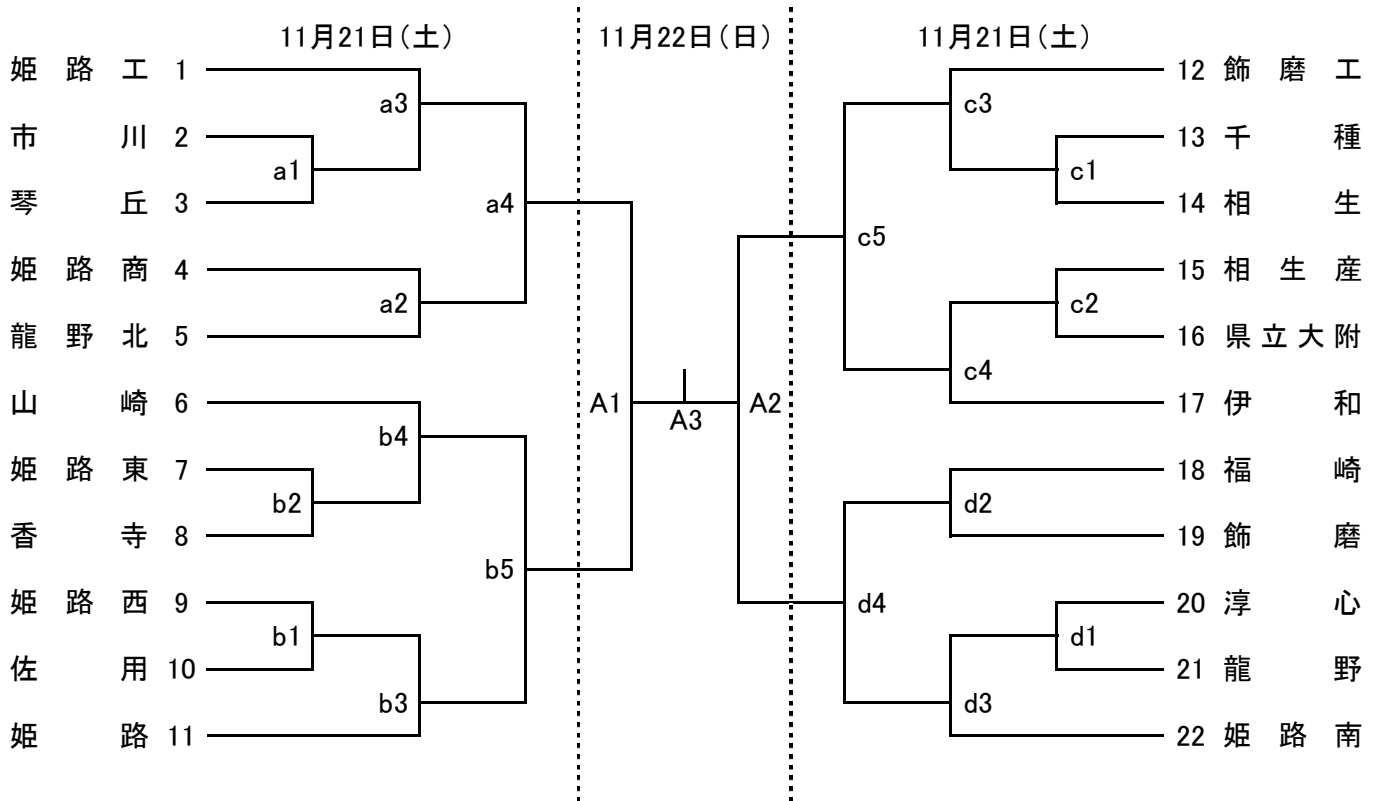 11月21日(土) 11月22日(日) 11月21日(土)
姫路工 1 12 飾磨工
a3 c3
市川 2 13 千種
a1 c1
琴丘 3 a4 14 相生
c5
姫路商 4 15 相生産
a2 c2
龍野北 5 16 県立大附
c4
山崎 6 A1 A3 A2 17 伊和
b4
姫路東 7 18 福崎
b2 d2
香寺 8 19 飾磨
b5
姫路西 9 d4 20 淳心
b1 d1
佐用 10 21 龍野
b3 d3
姫路 11 22 姫路南